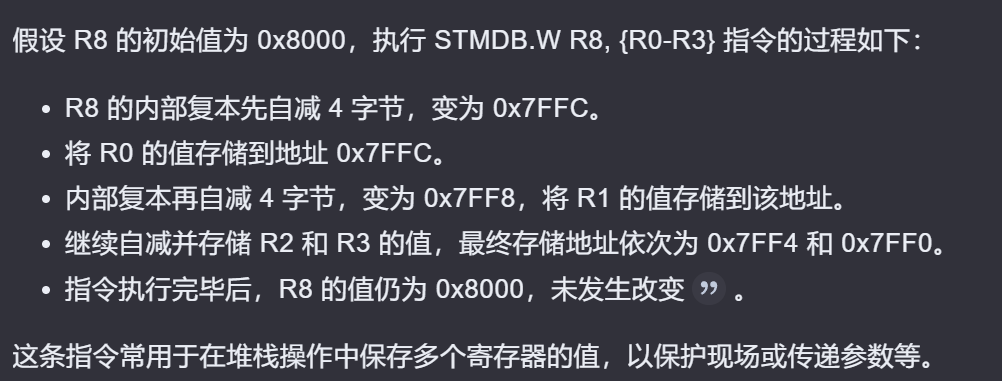 假设 R8 的初始值为 0x8000，执行 STMDB.W R8, {R0-R3} 指令的过程如下：
• R8 的内部复本先自减 4 字节，变为 0x7FFC。
• 将 R0 的值存储到地址 0x7FFC。
• 内部复本再自减 4 字节，变为 0x7FF8，将 R1 的值存储到该地址。
• 继续自减并存储 R2 和 R3 的值，最终存储地址依次为 0x7FF4 和 0x7FF0。
• 指令执行完毕后，R8 的值仍为 0x8000，未发生改变 ” 。
这条指令常用于在堆栈操作中保存多个寄存器的值，以保护现场或传递参数等。